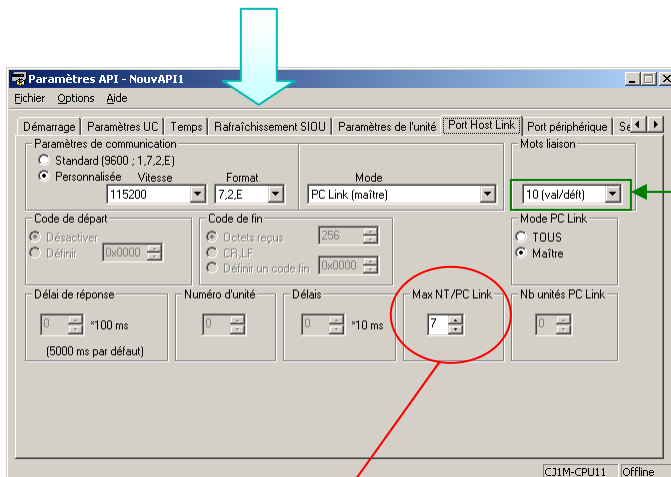 Paramètres API - NouvAPI1
Fichier Options Aide
Démarrage Paramètres UC Temps Rafraîchissement SIOU Paramètres de l'unité Port Host Link Port périphérique Se
Paramètres de communication Mots liaison
Standard (9600 ; 1,7,2,E)
Personnalisée Vitesse Format Mode
115200 7,2,E PC Link (maître) 10 (val/déft)
Code de départ Code de fin Mode PC Link
Désactiver Octets reçus 256 TOUS
Définir 0x0000 CR,LF Maître
Définir un code fin 0x0000
Délai de réponse Numéro d'unité Délais Max NT/PC Link Nb unités PC Link
0 *100 ms 0 0 *10 ms 7 0
(5000 ms par défaut)
CJ1M-CPU11 Offline